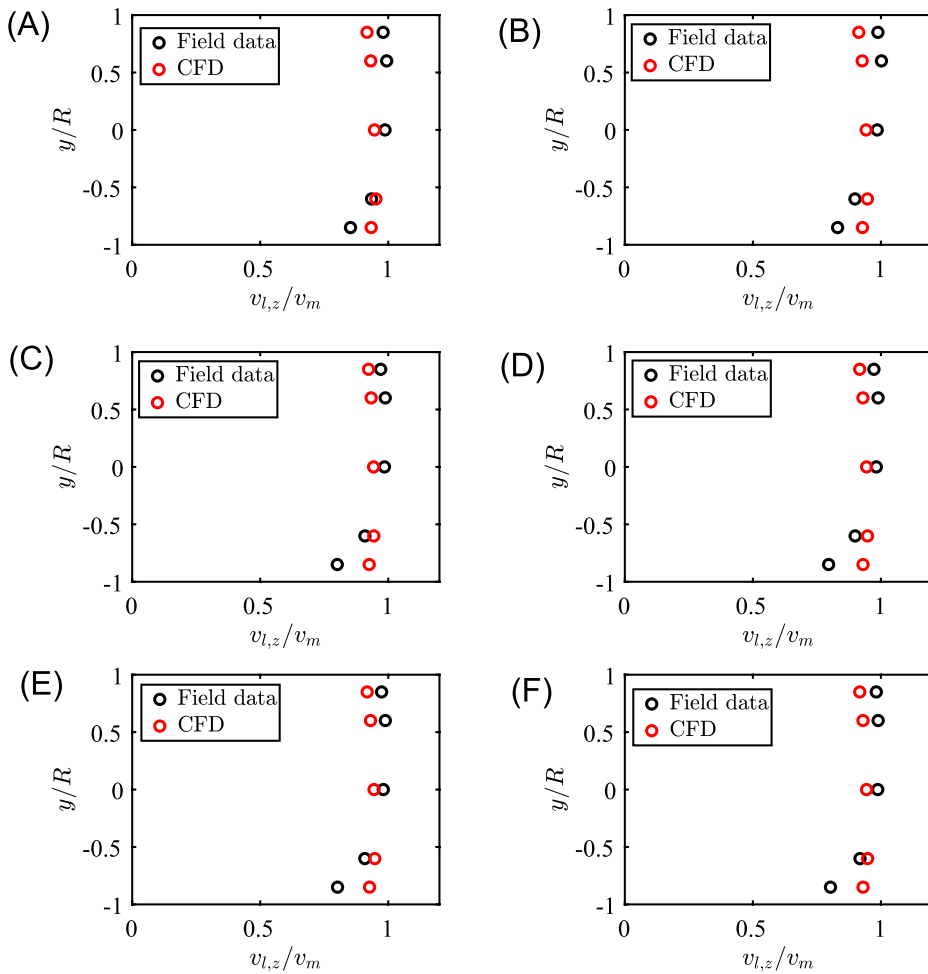 (A)
1
0.5
0
-0.5
-1
y/R
Field data
CFD
0 0.5 1
v_{l,z}/v_m
(B)
1
0.5
0
-0.5
-1
y/R
Field data
CFD
0 0.5 1
v_{l,z}/v_m
(C)
1
0.5
0
-0.5
-1
y/R
Field data
CFD
0 0.5 1
v_{l,z}/v_m
(D)
1
0.5
0
-0.5
-1
y/R
Field data
CFD
0 0.5 1
v_{l,z}/v_m
(E)
1
0.5
0
-0.5
-1
y/R
Field data
CFD
0 0.5 1
v_{l,z}/v_m
(F)
1
0.5
0
-0.5
-1
y/R
Field data
CFD
0 0.5 1
v_{l,z}/v_m